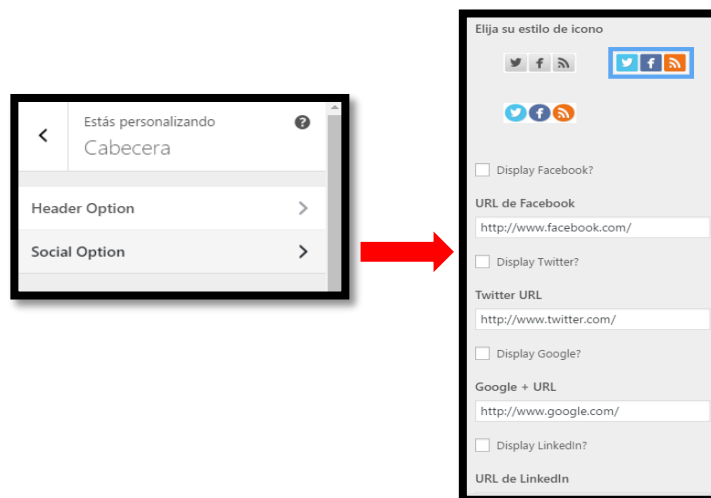 Estás personalizando
Cabecera
Header Option
Social Option
Elija su estilo de icono
Display Facebook?
URL de Facebook
http://www.facebook.com/
Display Twitter?
Twitter URL
http://www.twitter.com/
Display Google?
Google + URL
http://www.google.com/
Display LinkedIn?
URL de LinkedIn